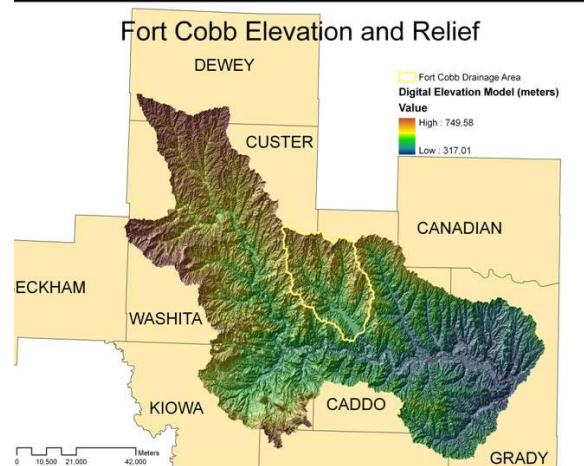 Fort Cobb Elevation and Relief
DEWEY
Fort Cobb Drainage Area
Digital Elevation Model (meters)
Value
High : 749.58
Low : 317.01
CUSTER
CANADIAN
BECKHAM
WASHITA
KIOWA
CADDO
GRADY
Meters
0 10,500 21,000 42,000